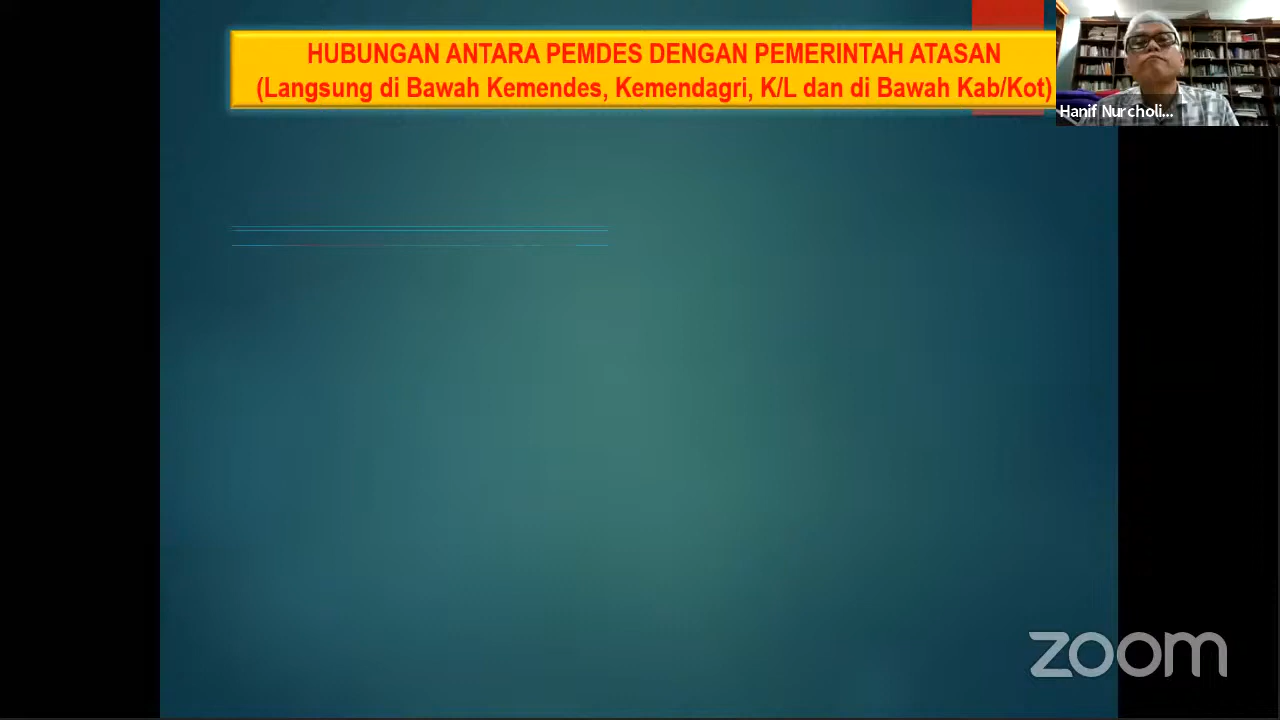 HUBUNGAN ANTARA PEMDES DENGAN PEMERINTAH ATASAN
(Langsung di Bawah Kemendes, Kemendagri, K/L dan di Bawah Kab/Kot)
Hanif Nurcholi...
zoom